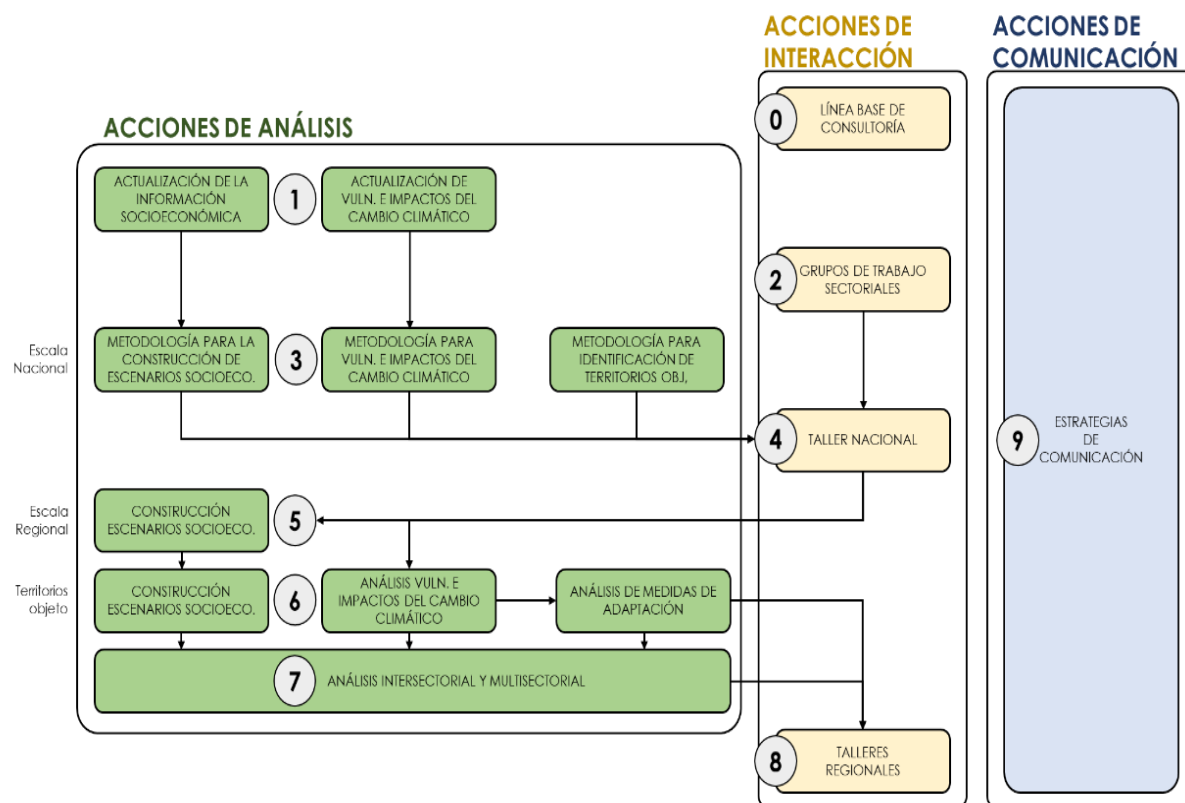 ACCIONES DE
INTERACCIÓN
ACCIONES DE
COMUNICACIÓN
ACCIONES DE ANÁLISIS
0
LÍNEA BASE DE
CONSULTORÍA
ACTUALIZACIÓN DE LA
INFORMACIÓN
SOCIOECONÓMICA
1
ACTUALIZACIÓN DE
VULN. E IMPACTOS DEL
CAMBIO CLIMÁTICO
2
GRUPOS DE TRABAJO
SECTORIALES
Escala
Nacional
METODOLOGÍA PARA LA
CONSTRUCCIÓN DE
ESCENARIOS SOCIOECO.
3
METODOLOGÍA PARA
VULN. E IMPACTOS DEL
CAMBIO CLIMÁTICO
METODOLOGÍA PARA
IDENTIFICACIÓN DE
TERRITORIOS OBJ,
4
TALLER NACIONAL
9
ESTRATEGIAS
DE
COMUNICACIÓN
Escala
Regional
CONSTRUCCIÓN
ESCENARIOS SOCIOECO.
5
Territorios
objeto
CONSTRUCCIÓN
ESCENARIOS SOCIOECO.
6
ANÁLISIS VULN. E
IMPACTOS DEL CAMBIO
CLIMÁTICO
ANÁLISIS DE MEDIDAS DE
ADAPTACIÓN
7
ANÁLISIS INTERSECTORIAL Y MULTISECTORIAL
8
TALLERES
REGIONALES